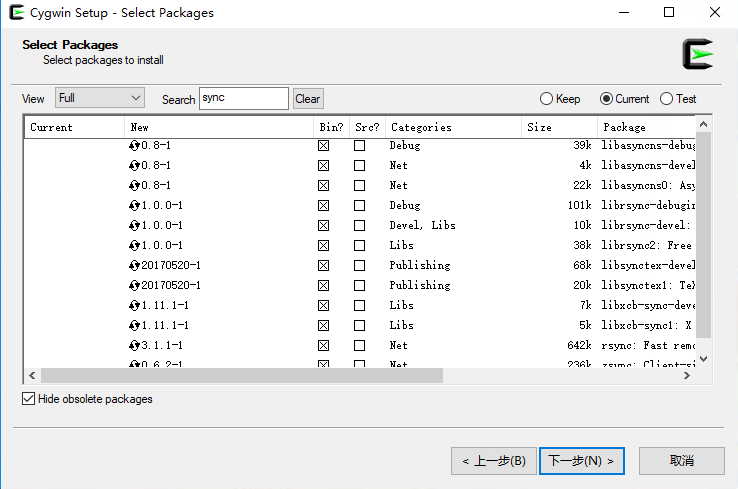 Cygwin Setup - Select Packages
Select Packages
Select packages to install
View Full Search sync Clear Keep Current Test
Current New Bin? Src? Categories Size Package
0.8-1 Debug 39k libasyncns-debug
0.8-1 Net 4k libasyncns-devel
0.8-1 Net 22k libasyncns0: Asy
1.0.0-1 Debug 101k librsync-debugin
1.0.0-1 Devel, Libs 10k librsync-devel:
1.0.0-1 Libs 38k librsync2: Free
20170520-1 Publishing 68k libsynctex-devel
20170520-1 Publishing 20k libsynctex1: TeX
1.11.1-1 Libs 7k libxcb-sync-deve
1.11.1-1 Libs 5k libxcb-sync1: X
3.1.1-1 Net 642k rsync: Fast remo
0.6.2-1 Net 236k zsync: Client-si
Hide obsolete packages
< 上一步(B) 下一步(N) > 取消